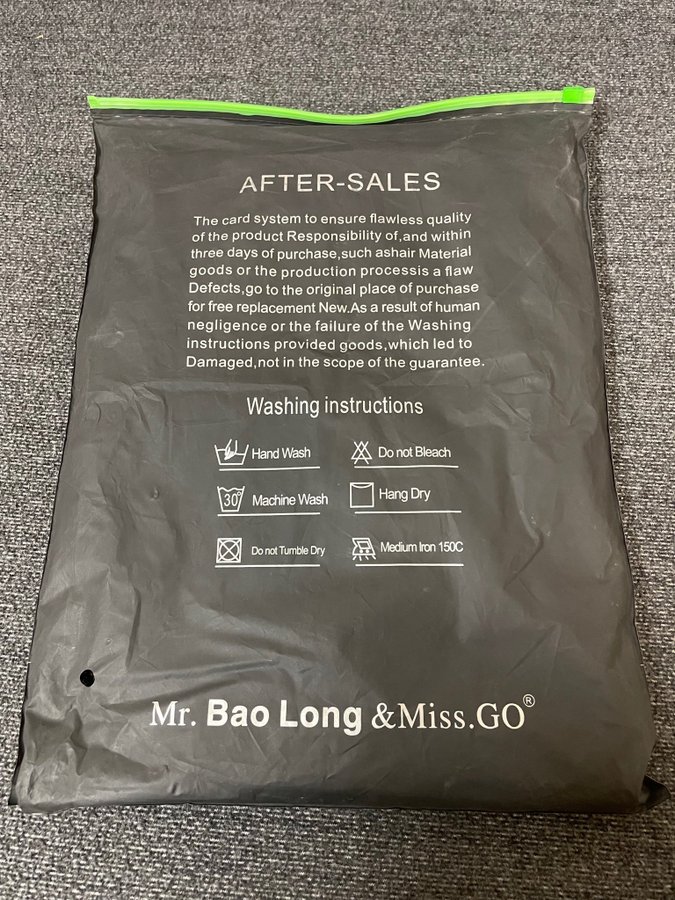 AFTER-SALES
The card system to ensure flawless quality
of the product Responsibility of,and within
three days of purchase,such ashair Material
goods or the production processis a flaw
Defects,go to the original place of purchase
for free replacement New.As a result of human
negligence or the failure of the Washing
instructions provided goods,which led to
Damaged,not in the scope of the guarantee.
Washing instructions
Hand Wash
Do not Bleach
30° Machine Wash
Hang Dry
Do not Tumble Dry
Medium Iron 150C
Mr. Bao Long &Miss.GO®